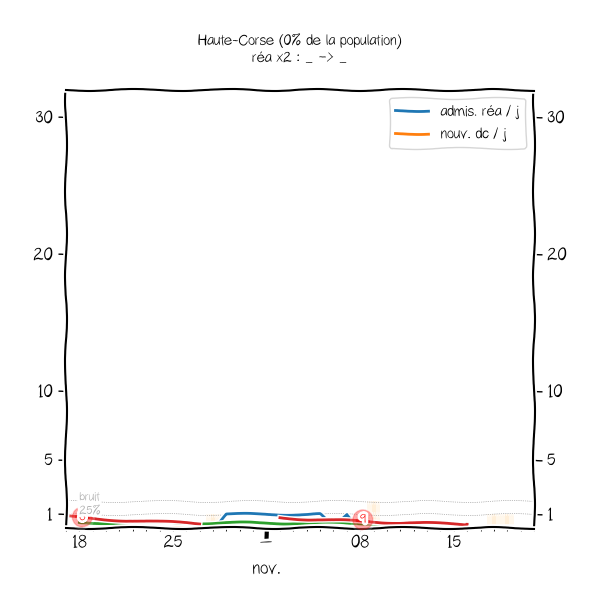 Haute-Corse (0% de la population)
réa x2 : _ -> _
admis. réa / j
nouv. dc / j
30
30
20
20
10
10
5
5
bruit
25%
1
1
9
18
25
08
15
nov.